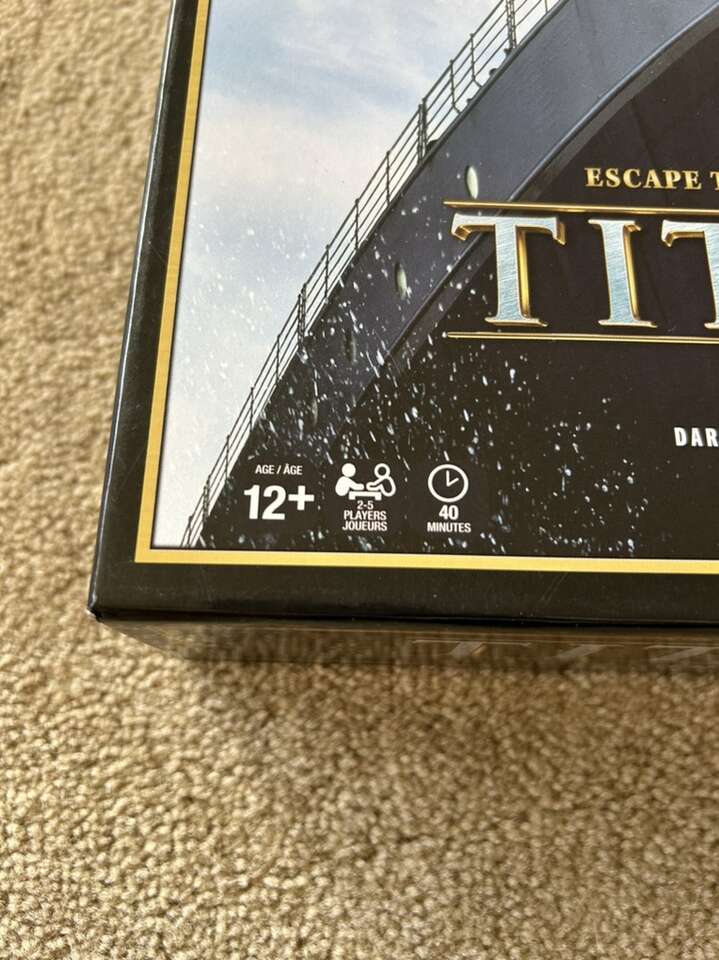 ESCAPE T
TIT
DAR
AGE / ÂGE
12+
2-5
PLAYERS
JOUEURS
40
MINUTES